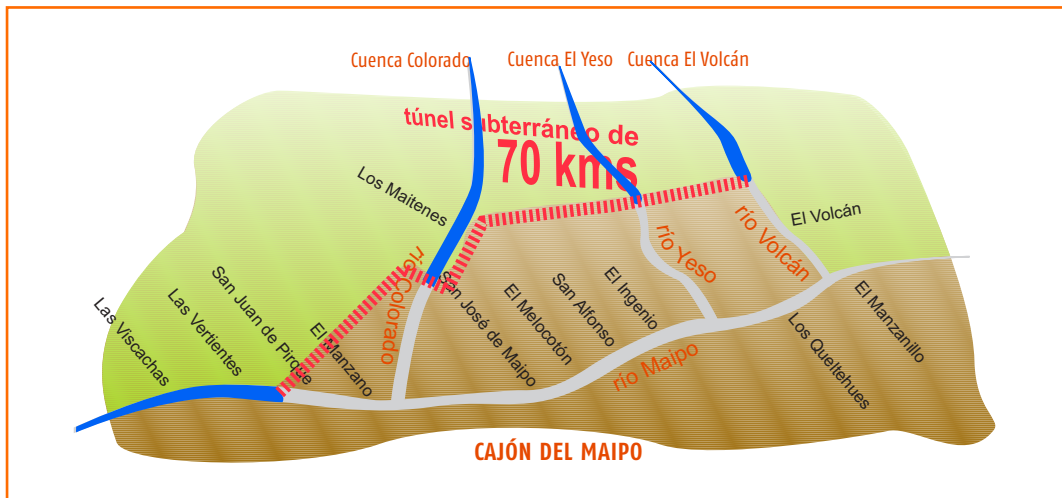 Cuenca Colorado
Cuenca El Yeso
Cuenca El Volcán
túnel subterráneo de
70 kms
Los Maitenes
El Volcán
río Volcán
río Yeso
río Colorado
San Juan de Pirque
Las Vertientes
Las Viscachas
El Manzano
San José de Maipo
El Melocotón
San Alfonso
El Ingenio
río Maipo
Los Queltehues
El Manzanillo
CAJÓN DEL MAIPO